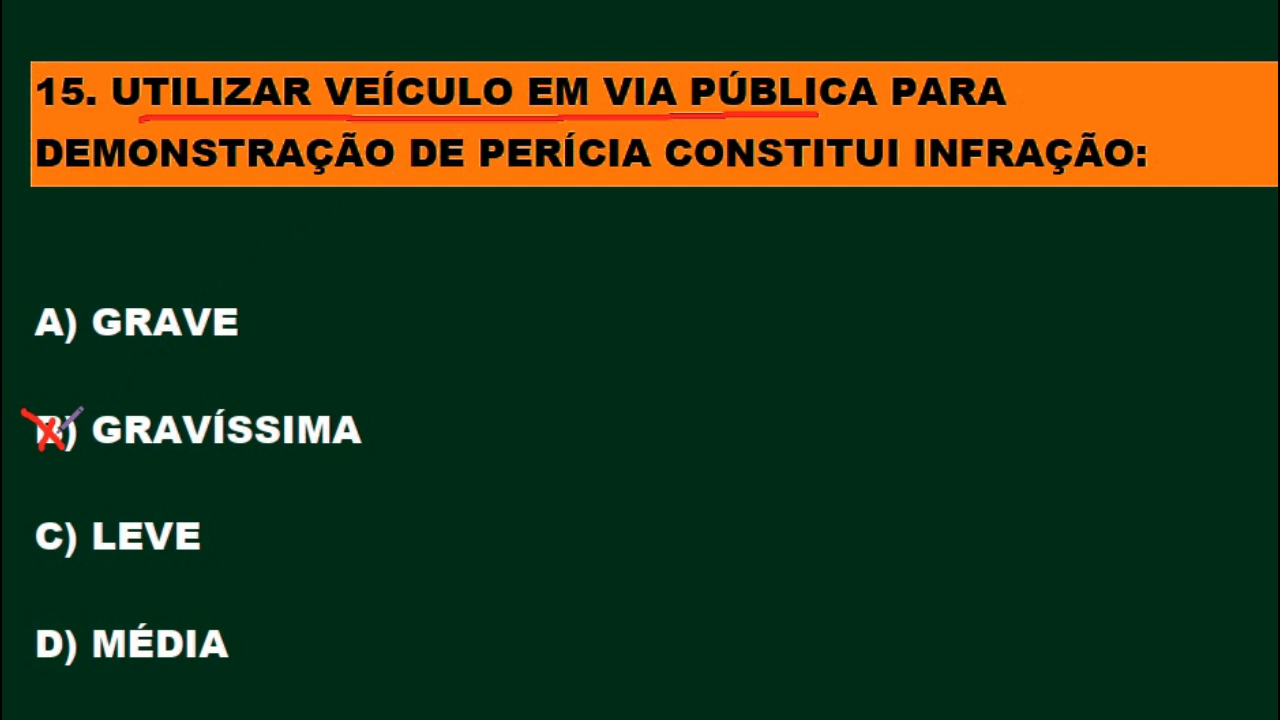 15. UTILIZAR VEÍCULO EM VIA PÚBLICA PARA
DEMONSTRAÇÃO DE PERÍCIA CONSTITUI INFRAÇÃO:
A) GRAVE
B) GRAVÍSSIMA
C) LEVE
D) MÉDIA